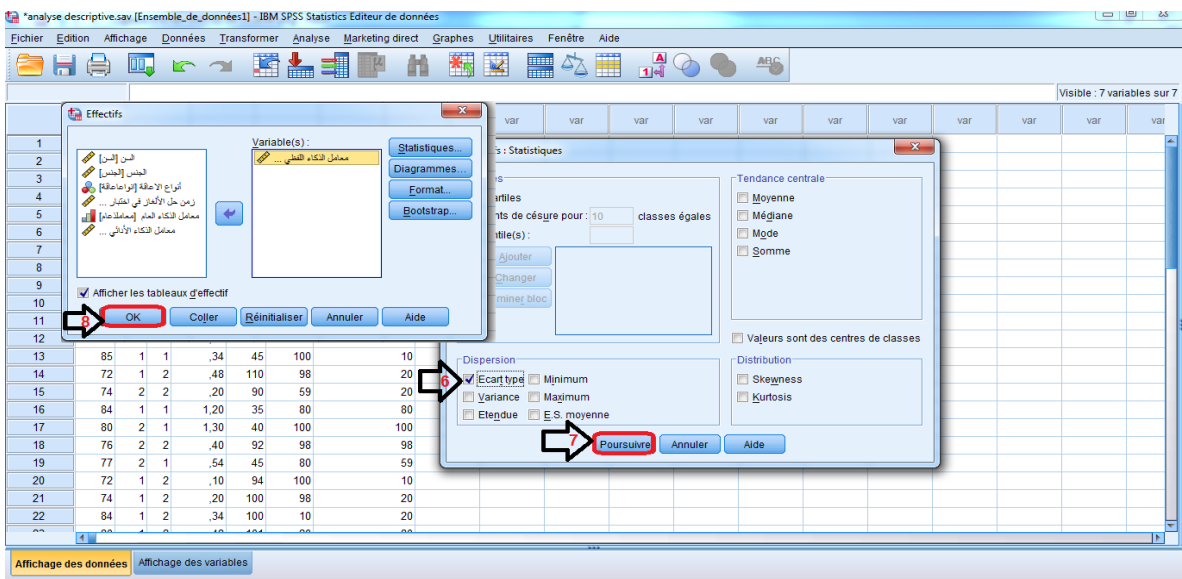 *analyse descriptive.sav [Ensemble_de_données1] - IBM SPSS Statistics Editeur de données
Fichier Edition Affichage Données Transformer Analyse Marketing direct Graphes Utilitaires Fenêtre Aide
Visible : 7 variables sur 7
var var var var var var var var var var
Effectifs
Variable(s) :
السن [السن]
الجنس [الجنس]
أنواع الاعاقة [انواعاعاقة]
زمن حل الألغاز في اختبار ...
معامل الذكاء العام [معاملذعام]
معامل الذكاء الأدائي ...
معامل الذكاء اللفظي ...
Statistiques...
Diagrammes...
Format...
Bootstrap...
Afficher les tableaux d'effectif
8 OK Coller Réinitialiser Annuler Aide
: Statistiques
artiles
nts de césure pour : 10 classes égales
ntile(s) :
Ajouter
Changer
miner bloc
Tendance centrale
Moyenne
Médiane
Mode
Somme
Valeurs sont des centres de classes
Dispersion
6 Ecart type Minimum
Variance Maximum
Etendue E.S. moyenne
Distribution
Skewness
Kurtosis
7 Poursuivre Annuler Aide
1
2
3
4
5
6
7
8
9
10
11
12
13 85 1 1 ,34 45 100 10
14 72 1 2 ,48 110 98 20
15 74 2 2 ,20 90 59 20
16 84 1 1 1,20 35 80 80
17 80 2 1 1,30 40 100 100
18 76 2 2 ,40 92 98 98
19 77 2 1 ,54 45 80 59
20 72 1 2 ,10 94 100 10
21 74 1 2 ,20 100 98 20
22 84 1 2 ,34 100 10 20
Affichage des données Affichage des variables